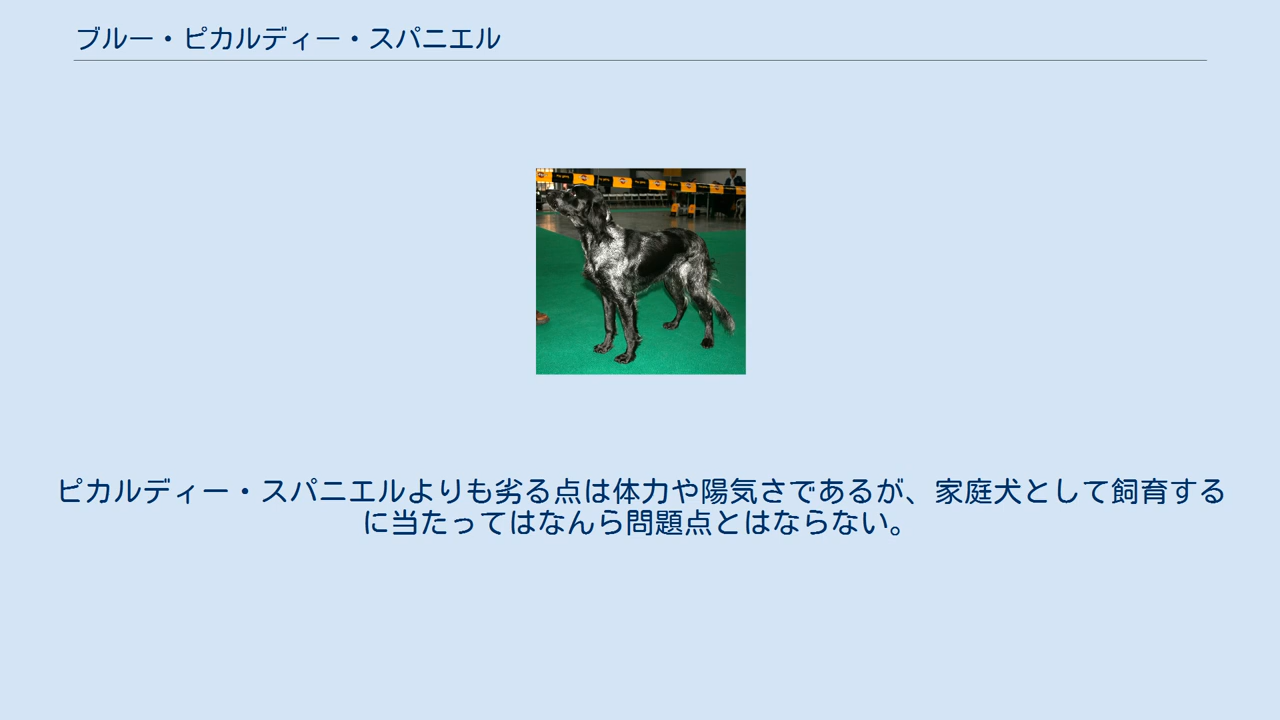 ブルー・ピカルディー・スパニエル
ピカルディー・スパニエルよりも劣る点は体力や陽気さであるが、家庭犬として飼育する
に当たってはなんら問題点とはならない。